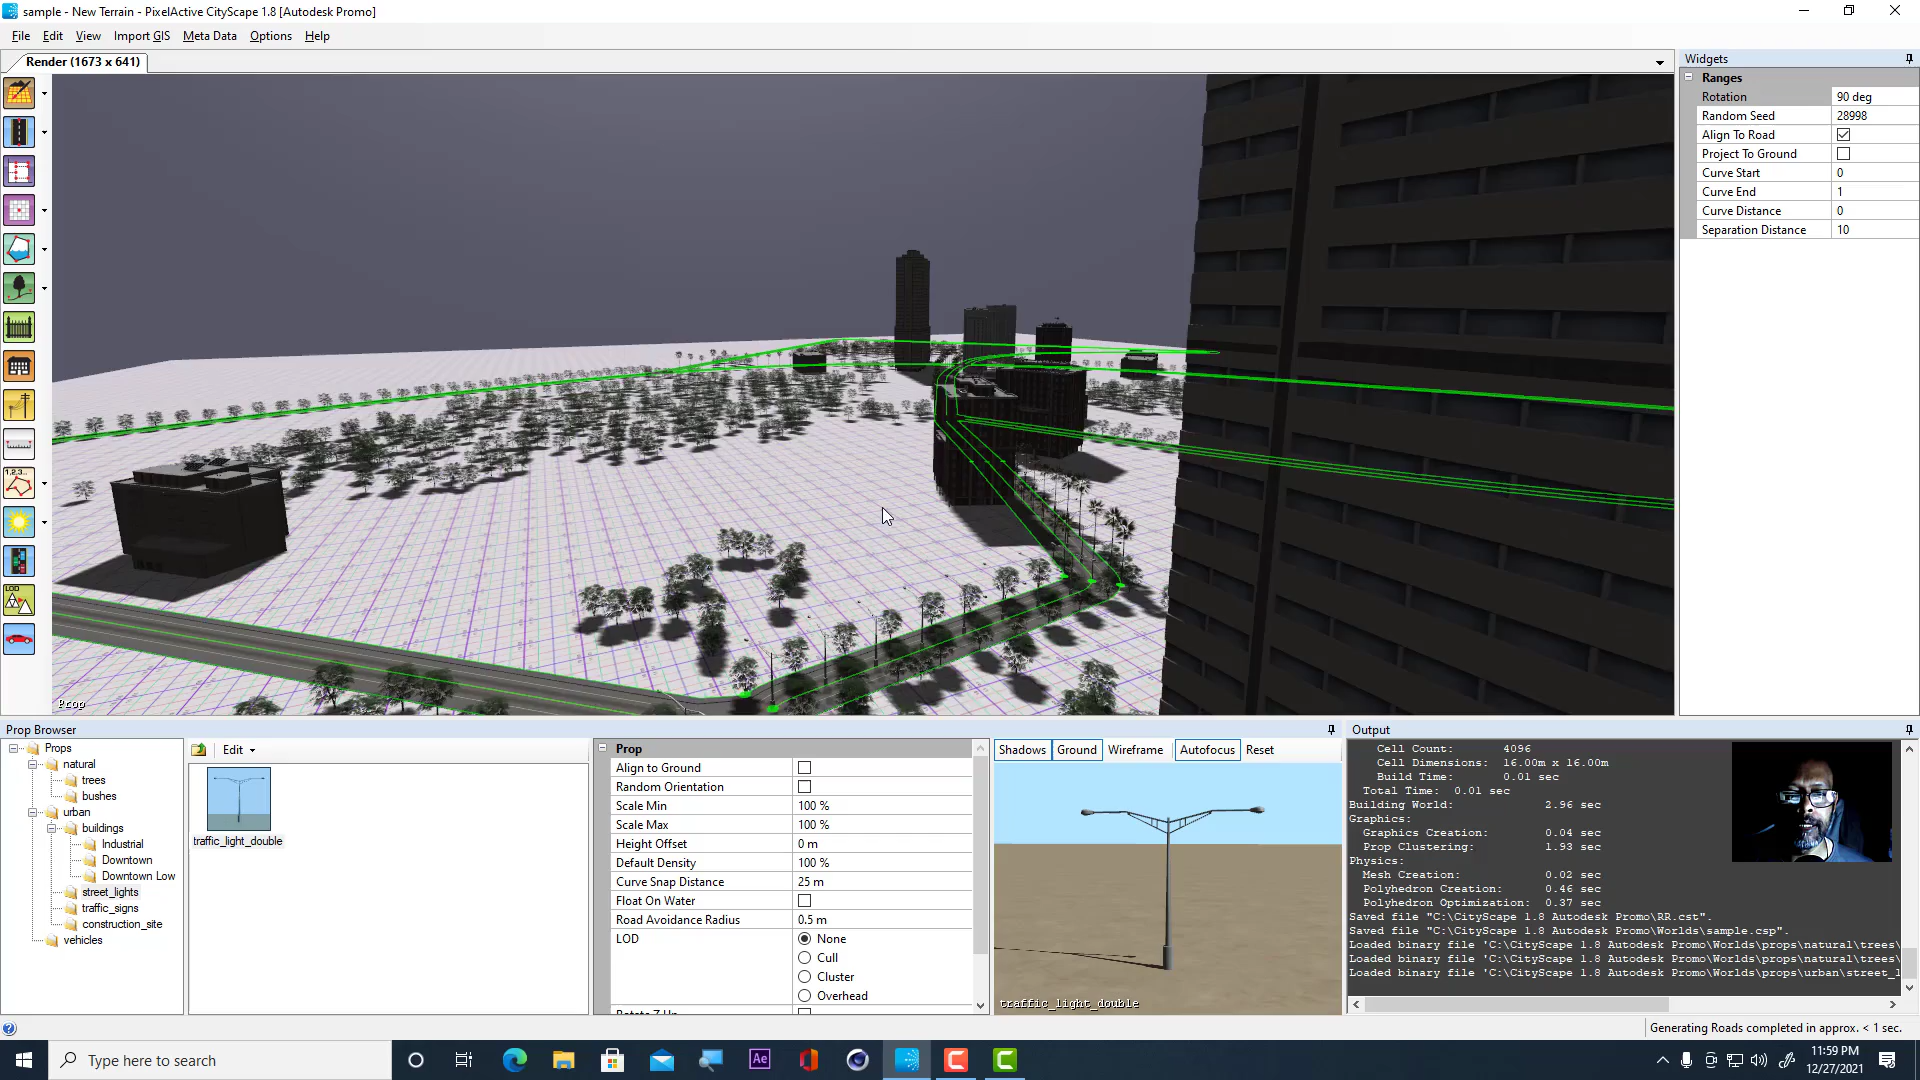 sample - New Terrain - PixelActive CityScape 1.8 [Autodesk Promo]
File Edit View Import GIS Meta Data Options Help
Render (1673 x 641)
Prop
Widgets
Ranges
Rotation 90 deg
Random Seed 28998
Align To Road
Project To Ground
Curve Start 0
Curve End 1
Curve Distance 0
Separation Distance 10
1,2,3...
LOD
Prop Browser
Props
natural
trees
bushes
urban
buildings
Industrial
Downtown
Downtown Low
street_lights
traffic_signs
construction_site
vehicles
Edit
traffic_light_double
Prop
Align to Ground
Random Orientation
Scale Min 100 %
Scale Max 100 %
Height Offset 0 m
Default Density 100 %
Curve Snap Distance 25 m
Float On Water
Road Avoidance Radius 0.5 m
LOD None
Cull
Cluster
Overhead
Shadows Ground Wireframe Autofocus Reset
traffic_light_double
Output
Cell Count: 4096
Cell Dimensions: 16.00m x 16.00m
Build Time: 0.01 sec
Total Time: 0.01 sec
Building World: 2.96 sec
Graphics:
Graphics Creation: 0.04 sec
Prop Clustering: 1.93 sec
Physics:
Mesh Creation: 0.02 sec
Polyhedron Creation: 0.46 sec
Polyhedron Optimization: 0.37 sec
Saved file "C:\CityScape 1.8 Autodesk Promo\RR.cst".
Saved file "C:\CityScape 1.8 Autodesk Promo\Worlds\sample.csp".
Loaded binary file 'C:\CityScape 1.8 Autodesk Promo\Worlds\props\natural\trees\
Loaded binary file 'C:\CityScape 1.8 Autodesk Promo\Worlds\props\natural\trees\
Loaded binary file 'C:\CityScape 1.8 Autodesk Promo\Worlds\props\urban\street_l
Generating Roads completed in approx. < 1 sec.
Type here to search
Ae
11:59 PM
12/27/2021